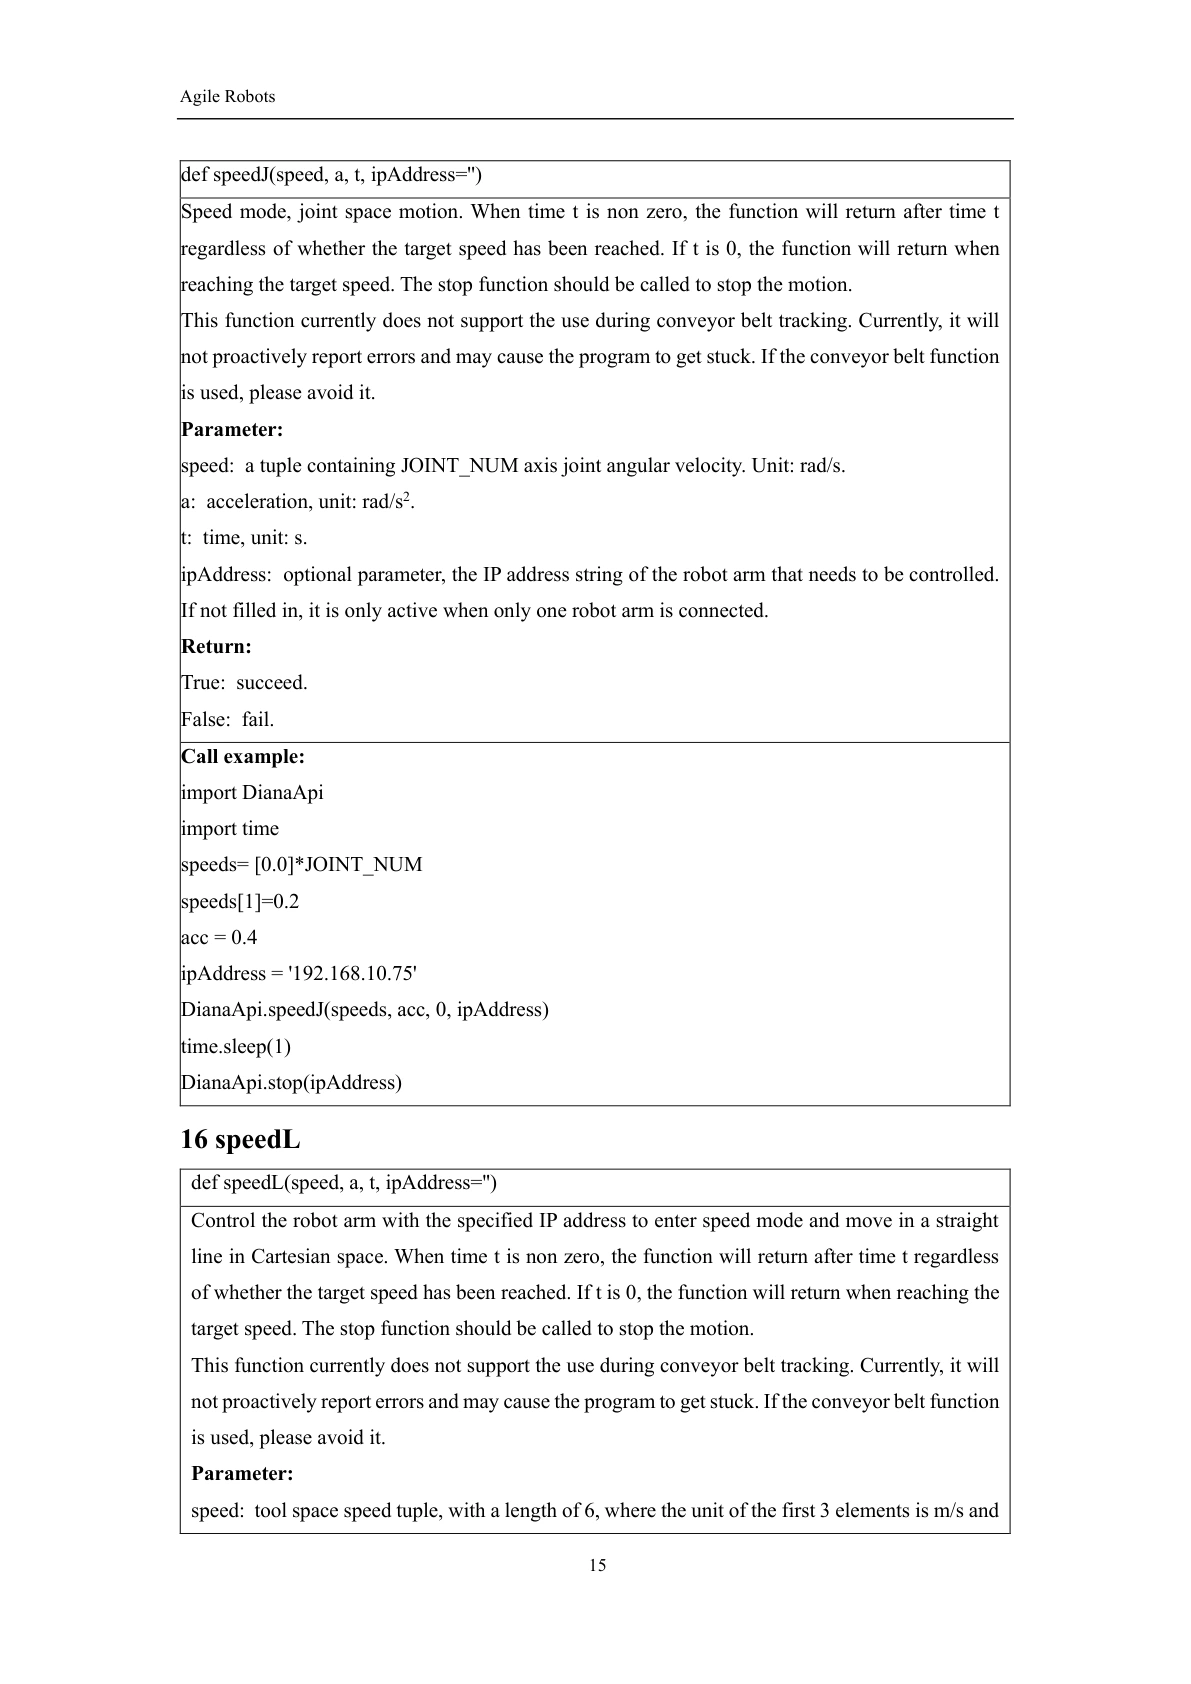 Agile Robots
def speedJ(speed, a, t, ipAddress='')
Speed mode, joint space motion. When time t is non zero, the function will return after time t
regardless of whether the target speed has been reached. If t is 0, the function will return when
reaching the target speed. The stop function should be called to stop the motion.
This function currently does not support the use during conveyor belt tracking. Currently, it will
not proactively report errors and may cause the program to get stuck. If the conveyor belt function
is used, please avoid it.
Parameter:
speed: a tuple containing JOINT_NUM axis joint angular velocity. Unit: rad/s.
a: acceleration, unit: rad/s².
t: time, unit: s.
ipAddress: optional parameter, the IP address string of the robot arm that needs to be controlled.
If not filled in, it is only active when only one robot arm is connected.
Return:
True: succeed.
False: fail.
Call example:
import DianaApi
import time
speeds= [0.0]*JOINT_NUM
speeds[1]=0.2
acc = 0.4
ipAddress = '192.168.10.75'
DianaApi.speedJ(speeds, acc, 0, ipAddress)
time.sleep(1)
DianaApi.stop(ipAddress)
16 speedL
def speedL(speed, a, t, ipAddress='')
Control the robot arm with the specified IP address to enter speed mode and move in a straight
line in Cartesian space. When time t is non zero, the function will return after time t regardless
of whether the target speed has been reached. If t is 0, the function will return when reaching the
target speed. The stop function should be called to stop the motion.
This function currently does not support the use during conveyor belt tracking. Currently, it will
not proactively report errors and may cause the program to get stuck. If the conveyor belt function
is used, please avoid it.
Parameter:
speed: tool space speed tuple, with a length of 6, where the unit of the first 3 elements is m/s and
15